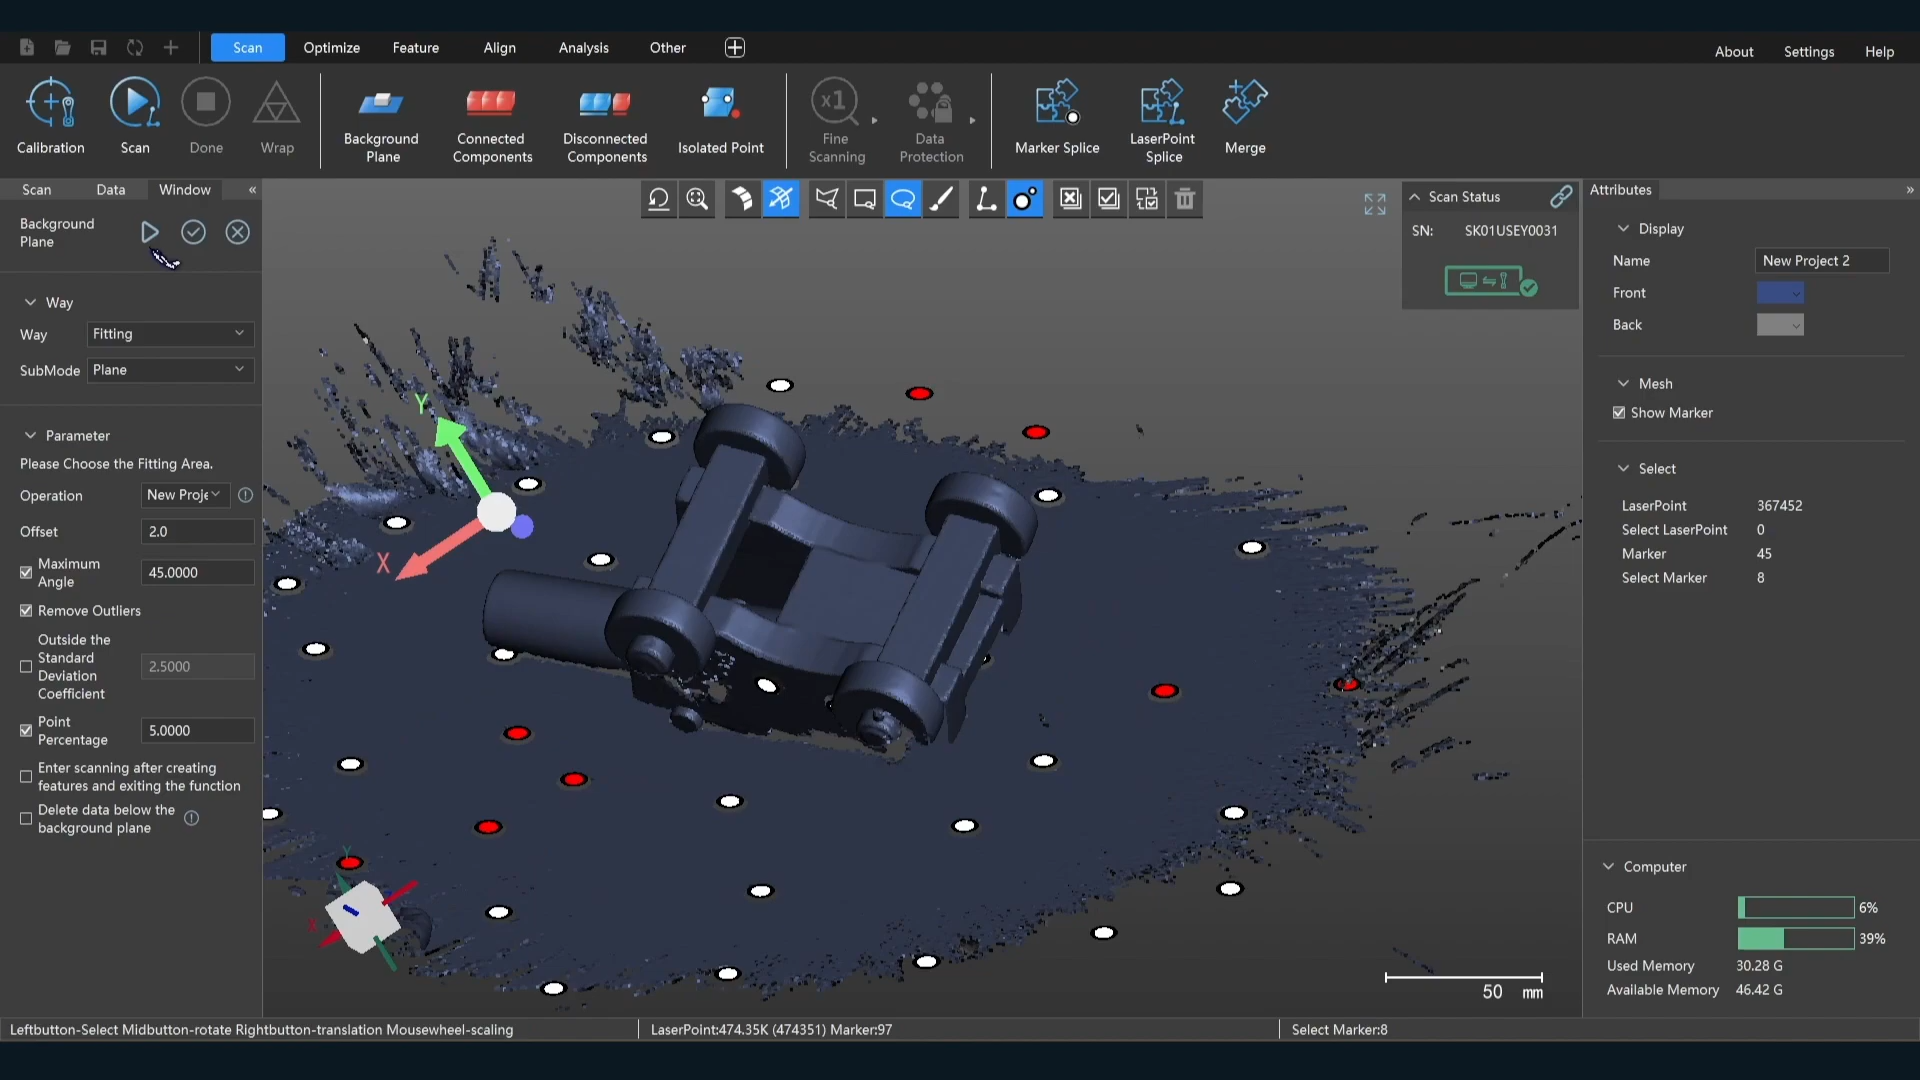 Scan
Optimize
Feature
Align
Analysis
Other
About
Settings
Help
Calibration
Scan
Done
Wrap
Background
Plane
Connected
Components
Disconnected
Components
Isolated Point
x1
Fine
Scanning
Data
Protection
Marker Splice
LaserPoint
Splice
Merge
Scan
Data
Window
«
Background
Plane
Way
Way
Fitting
SubMode
Plane
Parameter
Please Choose the Fitting Area.
Operation
New Proje
Offset
2.0
Maximum
Angle
45.0000
Remove Outliers
Outside the
Standard
Deviation
Coefficient
2.5000
Point
Percentage
5.0000
Enter scanning after creating
features and exiting the function
Delete data below the
background plane
Y
X
Y
X
Scan Status
SN:
SK01USEY0031
50 mm
Attributes
»
Display
Name
New Project 2
Front
Back
Mesh
Show Marker
Select
LaserPoint
367452
Select LaserPoint
0
Marker
45
Select Marker
8
Computer
CPU
6%
RAM
39%
Used Memory
30.28 G
Available Memory
46.42 G
Leftbutton-Select Midbutton-rotate Rightbutton-translation Mousewheel-scaling
LaserPoint:474.35K (474351) Marker:97
Select Marker:8